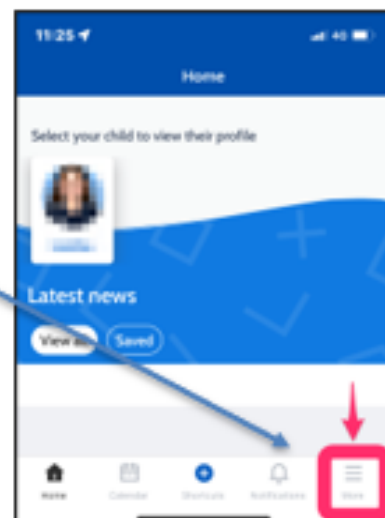 11:25 4G
Home
Select your child to view their profile
Latest news
View all Saved
Home Calendar Shortcuts Notifications More